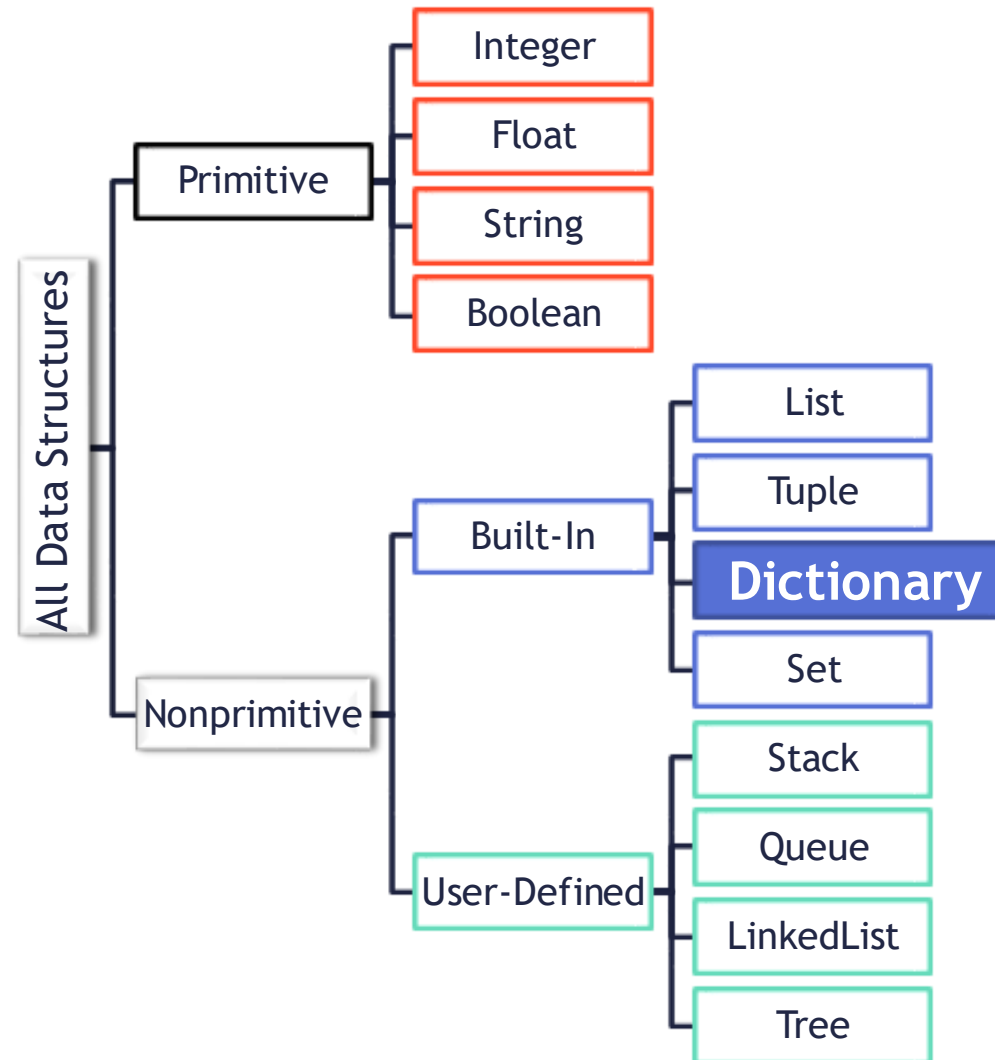 All Data Structures
Primitive
Integer
Float
String
Boolean
Nonprimitive
Built-In
List
Tuple
Dictionary
Set
User-Defined
Stack
Queue
LinkedList
Tree